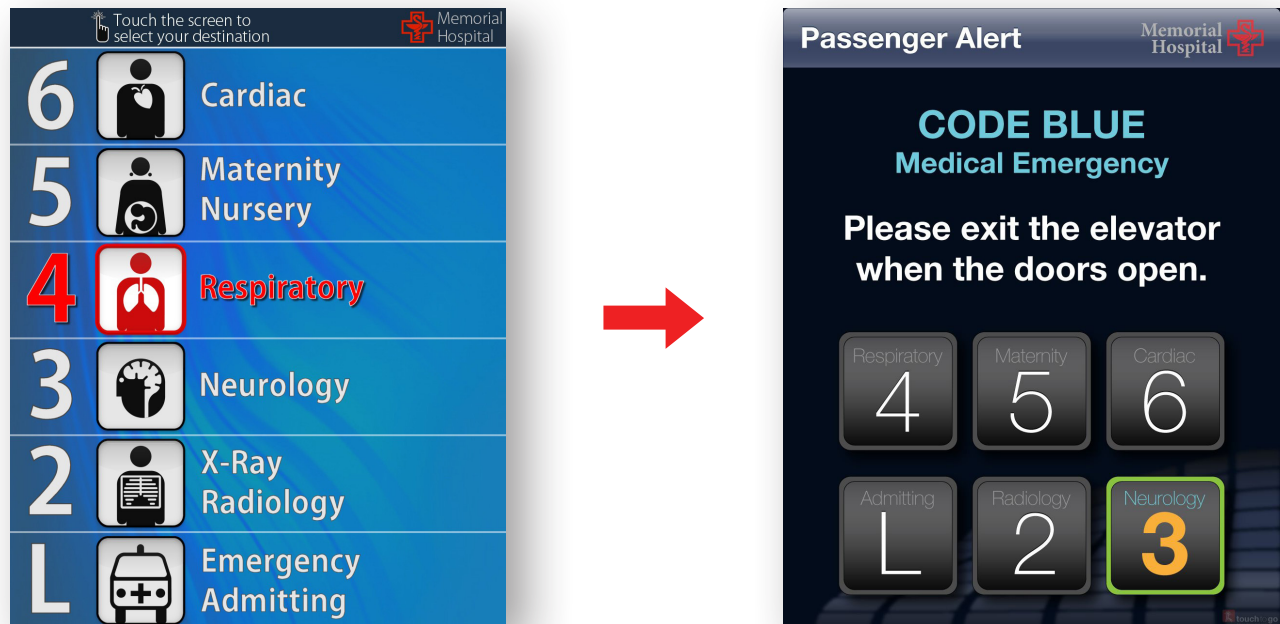 Touch the screen to
select your destination
Memorial
Hospital
6
Cardiac
5
Maternity
Nursery
4
Respiratory
3
Neurology
2
X-Ray
Radiology
L
Emergency
Admitting
Passenger Alert
Memorial
Hospital
CODE BLUE
Medical Emergency
Please exit the elevator
when the doors open.
Respiratory
4
Maternity
5
Cardiac
6
Admitting
L
Radiology
2
Neurology
3
touchtogo